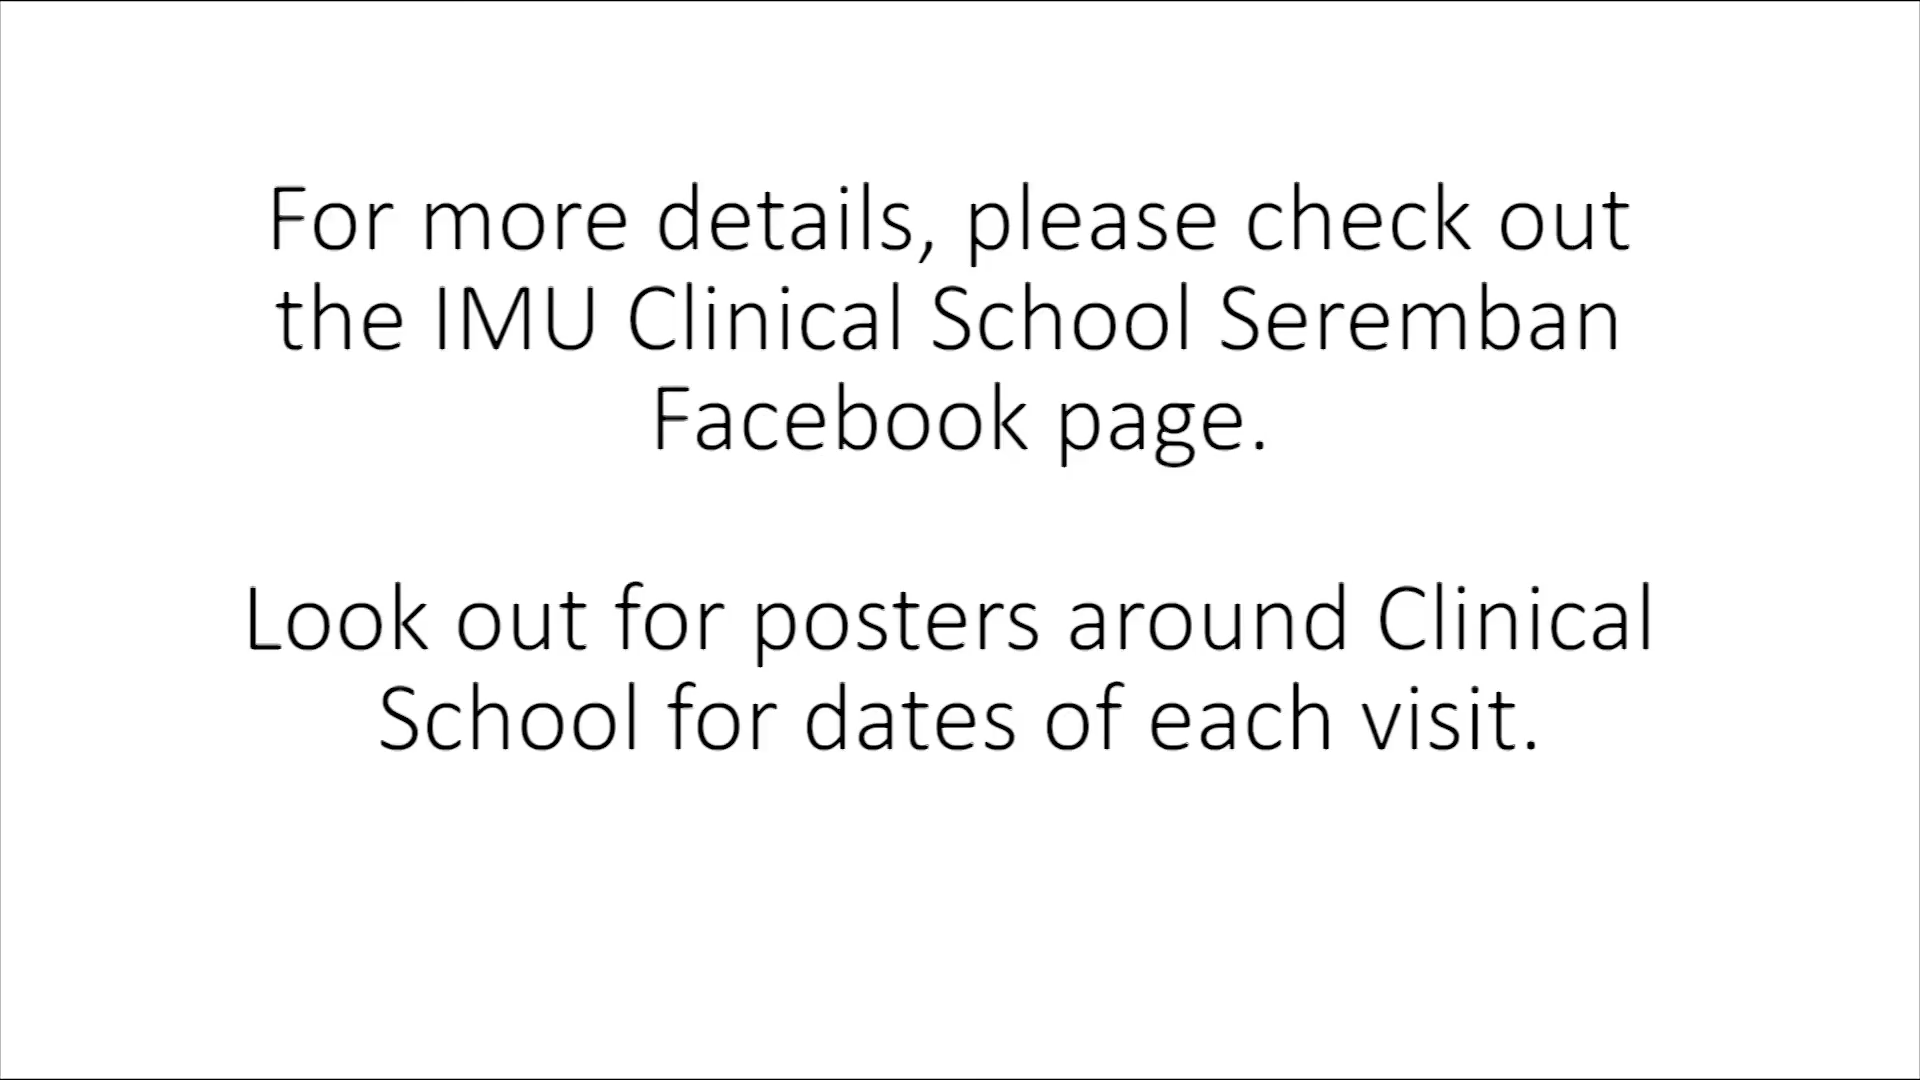 For more details, please check out
the IMU Clinical School Seremban
Facebook page.
Look out for posters around Clinical
School for dates of each visit.